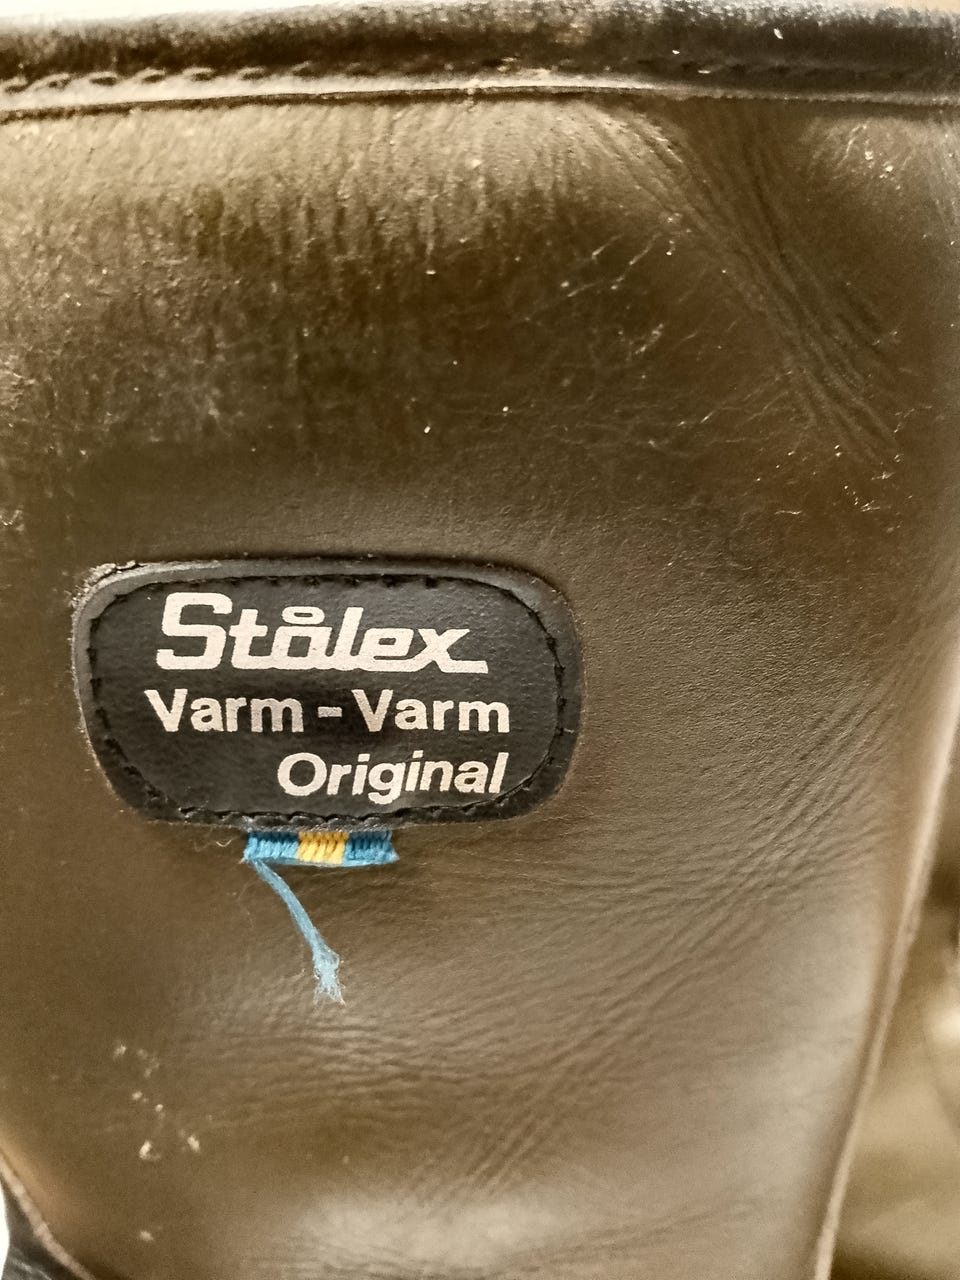 Stålex
Varm - Varm
Original